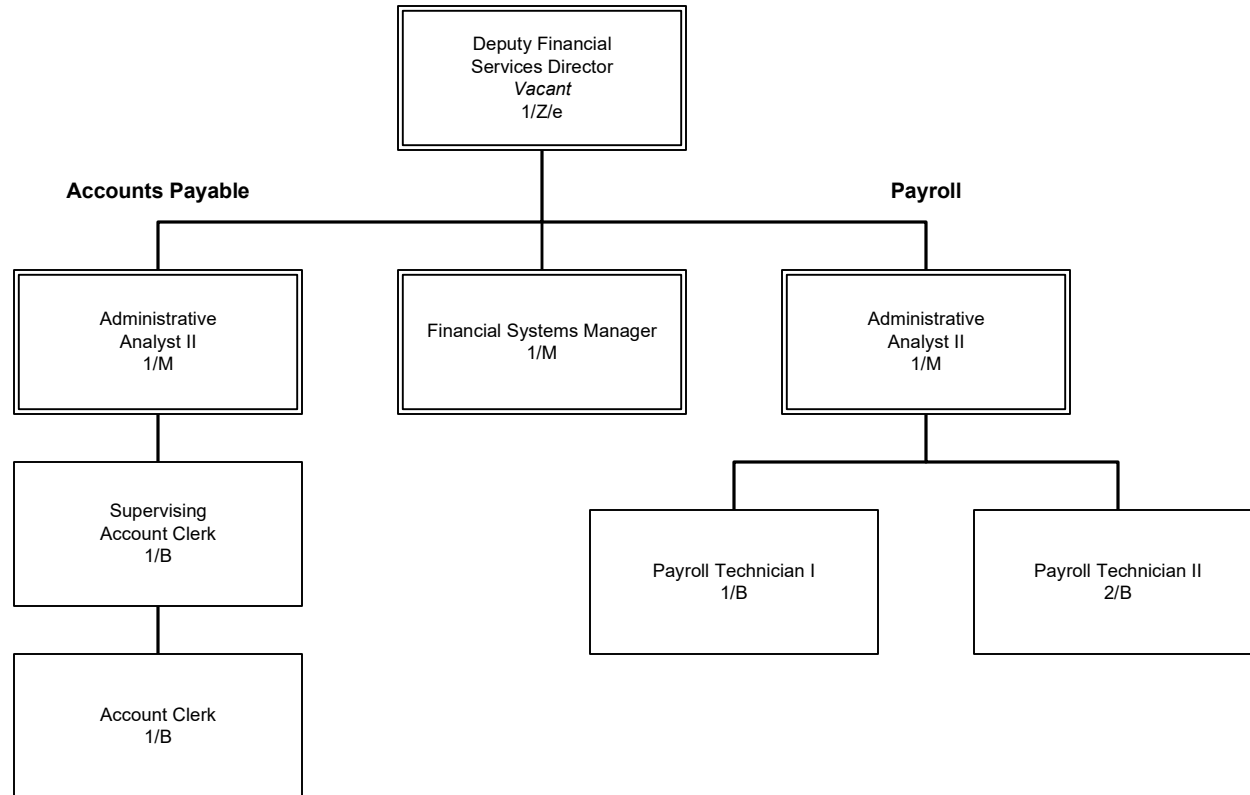 Deputy Financial
Services Director
Vacant
1/Z/e
Accounts Payable
Payroll
Administrative
Analyst II
1/M
Financial Systems Manager
1/M
Administrative
Analyst II
1/M
Supervising
Account Clerk
1/B
Payroll Technician I
1/B
Payroll Technician II
2/B
Account Clerk
1/B